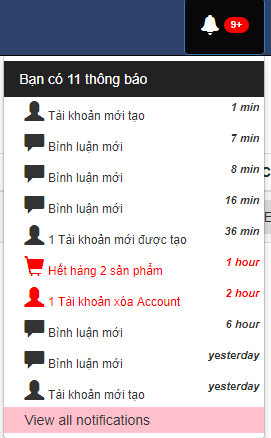 9+
Bạn có 11 thông báo
Tài khoản mới tạo 1 min
Bình luận mới 7 min
Bình luận mới 8 min
Bình luận mới 16 min
1 Tài khoản mới được tạo 36 min
Hết hàng 2 sản phẩm 1 hour
1 Tài khoản xóa Account 2 hour
Bình luận mới 6 hour
Bình luận mới yesterday
Tài khoản mới tạo yesterday
View all notifications